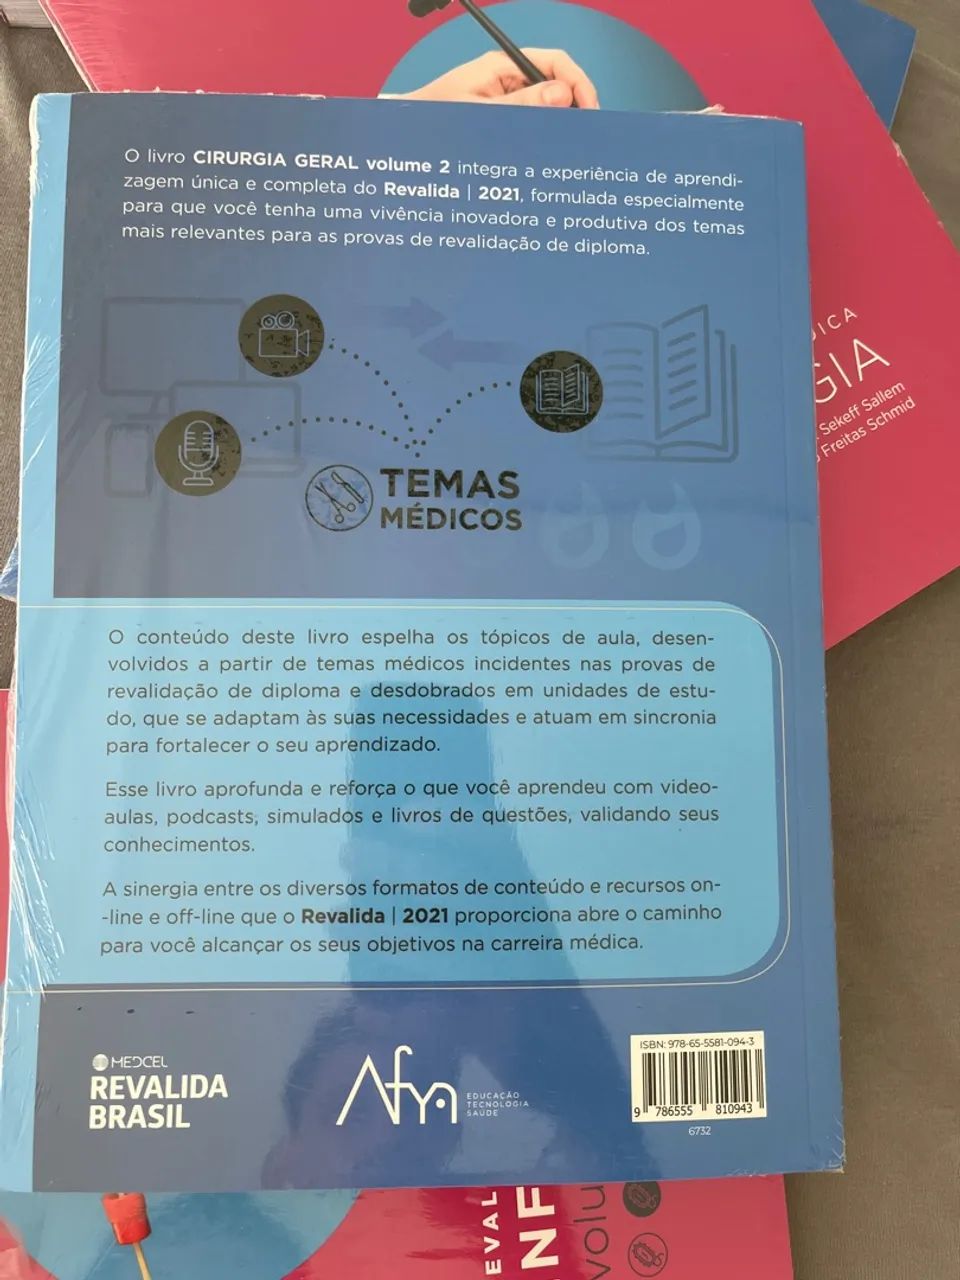 O livro CIRURGIA GERAL volume 2 integra a experiência de aprendi-
zagem única e completa do Revalida | 2021, formulada especialmente
para que você tenha uma vivência inovadora e produtiva dos temas
mais relevantes para as provas de revalidação de diploma.
DICA
GIA
Sekeff Sallem
Freitas Schmid
TEMAS
MÉDICOS
O conteúdo deste livro espelha os tópicos de aula, desen-
volvidos a partir de temas médicos incidentes nas provas de
revalidação de diploma e desdobrados em unidades de estu-
do, que se adaptam às suas necessidades e atuam em sincronia
para fortalecer o seu aprendizado.
Esse livro aprofunda e reforça o que você aprendeu com video-
aulas, podcasts, simulados e livros de questões, validando seus
conhecimentos.
A sinergia entre os diversos formatos de conteúdo e recursos on-
-line e off-line que o Revalida | 2021 proporciona abre o caminho
para você alcançar os seus objetivos na carreira médica.
MEDCEL
REVALIDA
BRASIL
Afya
EDUCAÇÃO
TECNOLOGIA
SAÚDE
ISBN: 978-65-5581-094-3
9 786555 810943
6732
EVAL
NF
volu